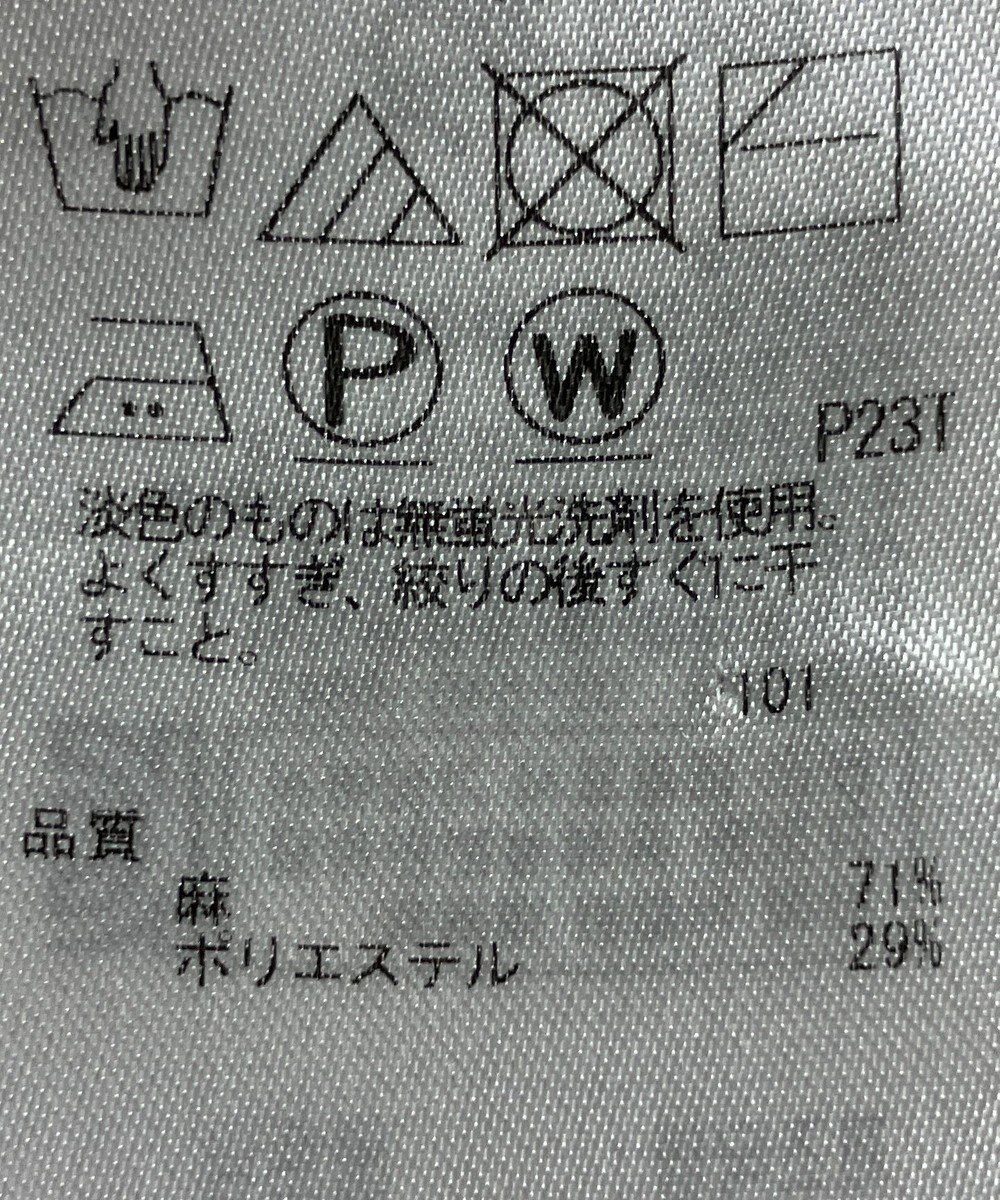 P
W
P23T
淡色のものは無蛍光洗剤を使用。
よくすすぎ、絞りの後すぐに干
すこと。
101
品質
麻 71%
ポリエステル 29%